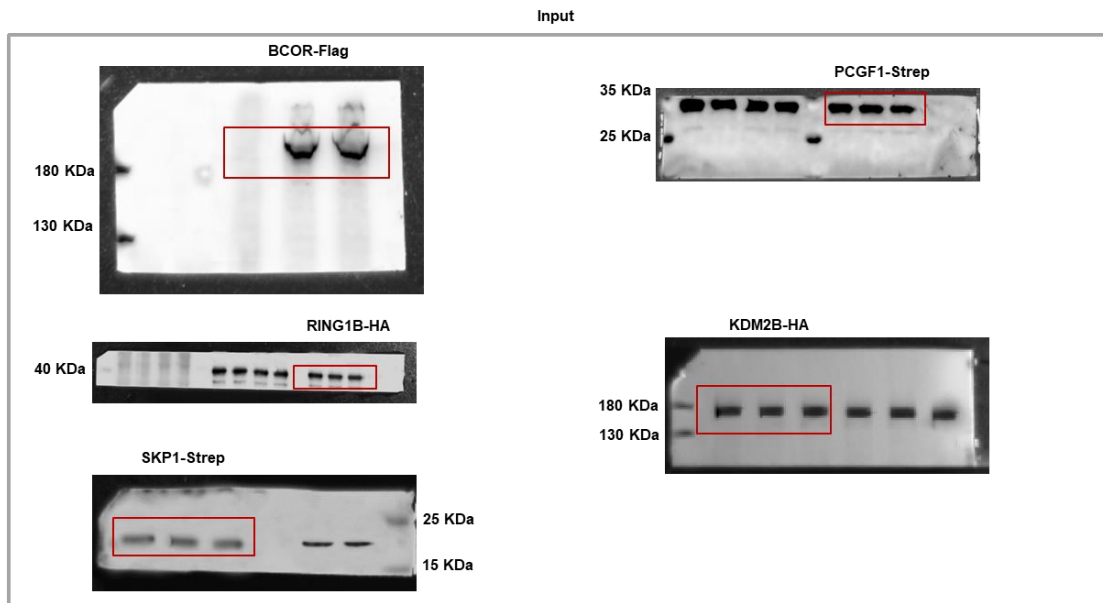 Input
BCOR-Flag
180 KDa
130 KDa
PCGF1-Strep
35 KDa
25 KDa
RING1B-HA
40 KDa
KDM2B-HA
180 KDa
130 KDa
SKP1-Strep
25 KDa
15 KDa